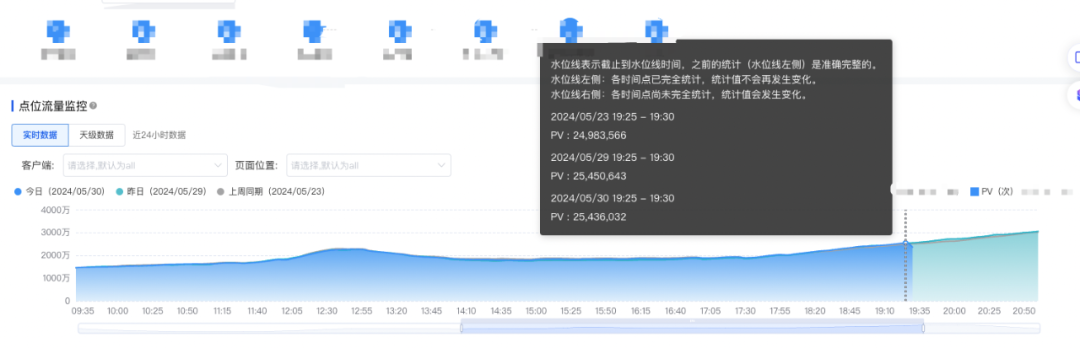 水位线表示截止到水位线时间，之前的统计（水位线左侧）是准确完整的。
水位线左侧：各时间点已完全统计，统计值不会再发生变化。
水位线右侧：各时间点尚未完全统计，统计值会发生变化。
2024/05/23 19:25 - 19:30
PV : 24,983,566
2024/05/29 19:25 - 19:30
PV : 25,450,643
2024/05/30 19:25 - 19:30
PV : 25,436,032
点位流量监控
实时数据 天级数据 近24小时数据
客户端: 请选择,默认为all 页面位置: 请选择,默认为all
今日（2024/05/30） 昨日（2024/05/29） 上周同期（2024/05/23） PV（次）
4000万
3000万
2000万
1000万
0
09:35 10:00 10:25 10:50 11:15 11:40 12:05 12:30 12:55 13:20 13:45 14:10 14:35 15:00 15:25 15:50 16:15 16:40 17:05 17:30 17:55 18:20 18:45 19:10 19:35 20:00 20:25 20:50